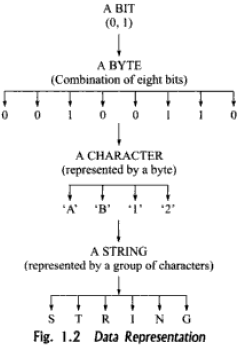 A BIT
(0, 1)
A BYTE
(Combination of eight bits)
0 0 1 0 0 1 1 0
A CHARACTER
(represented by a byte)
‘A’ ‘B’ ‘1’ ‘2’
A STRING
(represented by a group of characters)
S T R I N G
Fig. 1.2 Data Representation